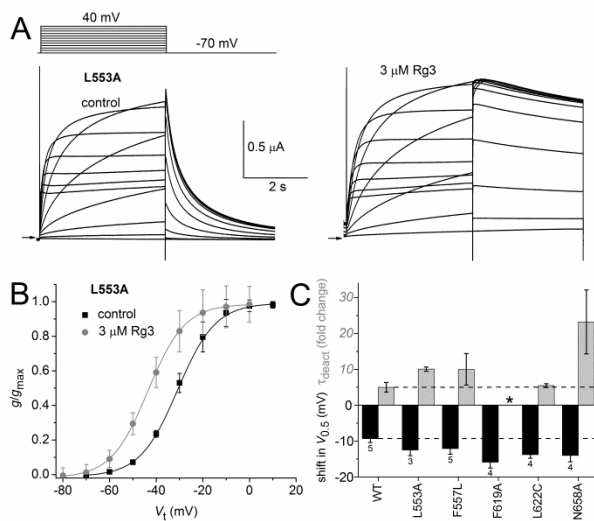 A
40 mV
-70 mV
L553A
control
0.5 µA
2 s
3 µM Rg3
B
L553A
control
3 µM Rg3
g/gmax
1.0
0.8
0.6
0.4
0.2
0.0
-80 -60 -40 -20 0 20
Vt (mV)
C
shift in V0.5 (mV) τdeact (fold change)
30
20
10
0
-10
-20
*
5 3 5 4 4 4
WT L553A F557L F619A L622C N658A